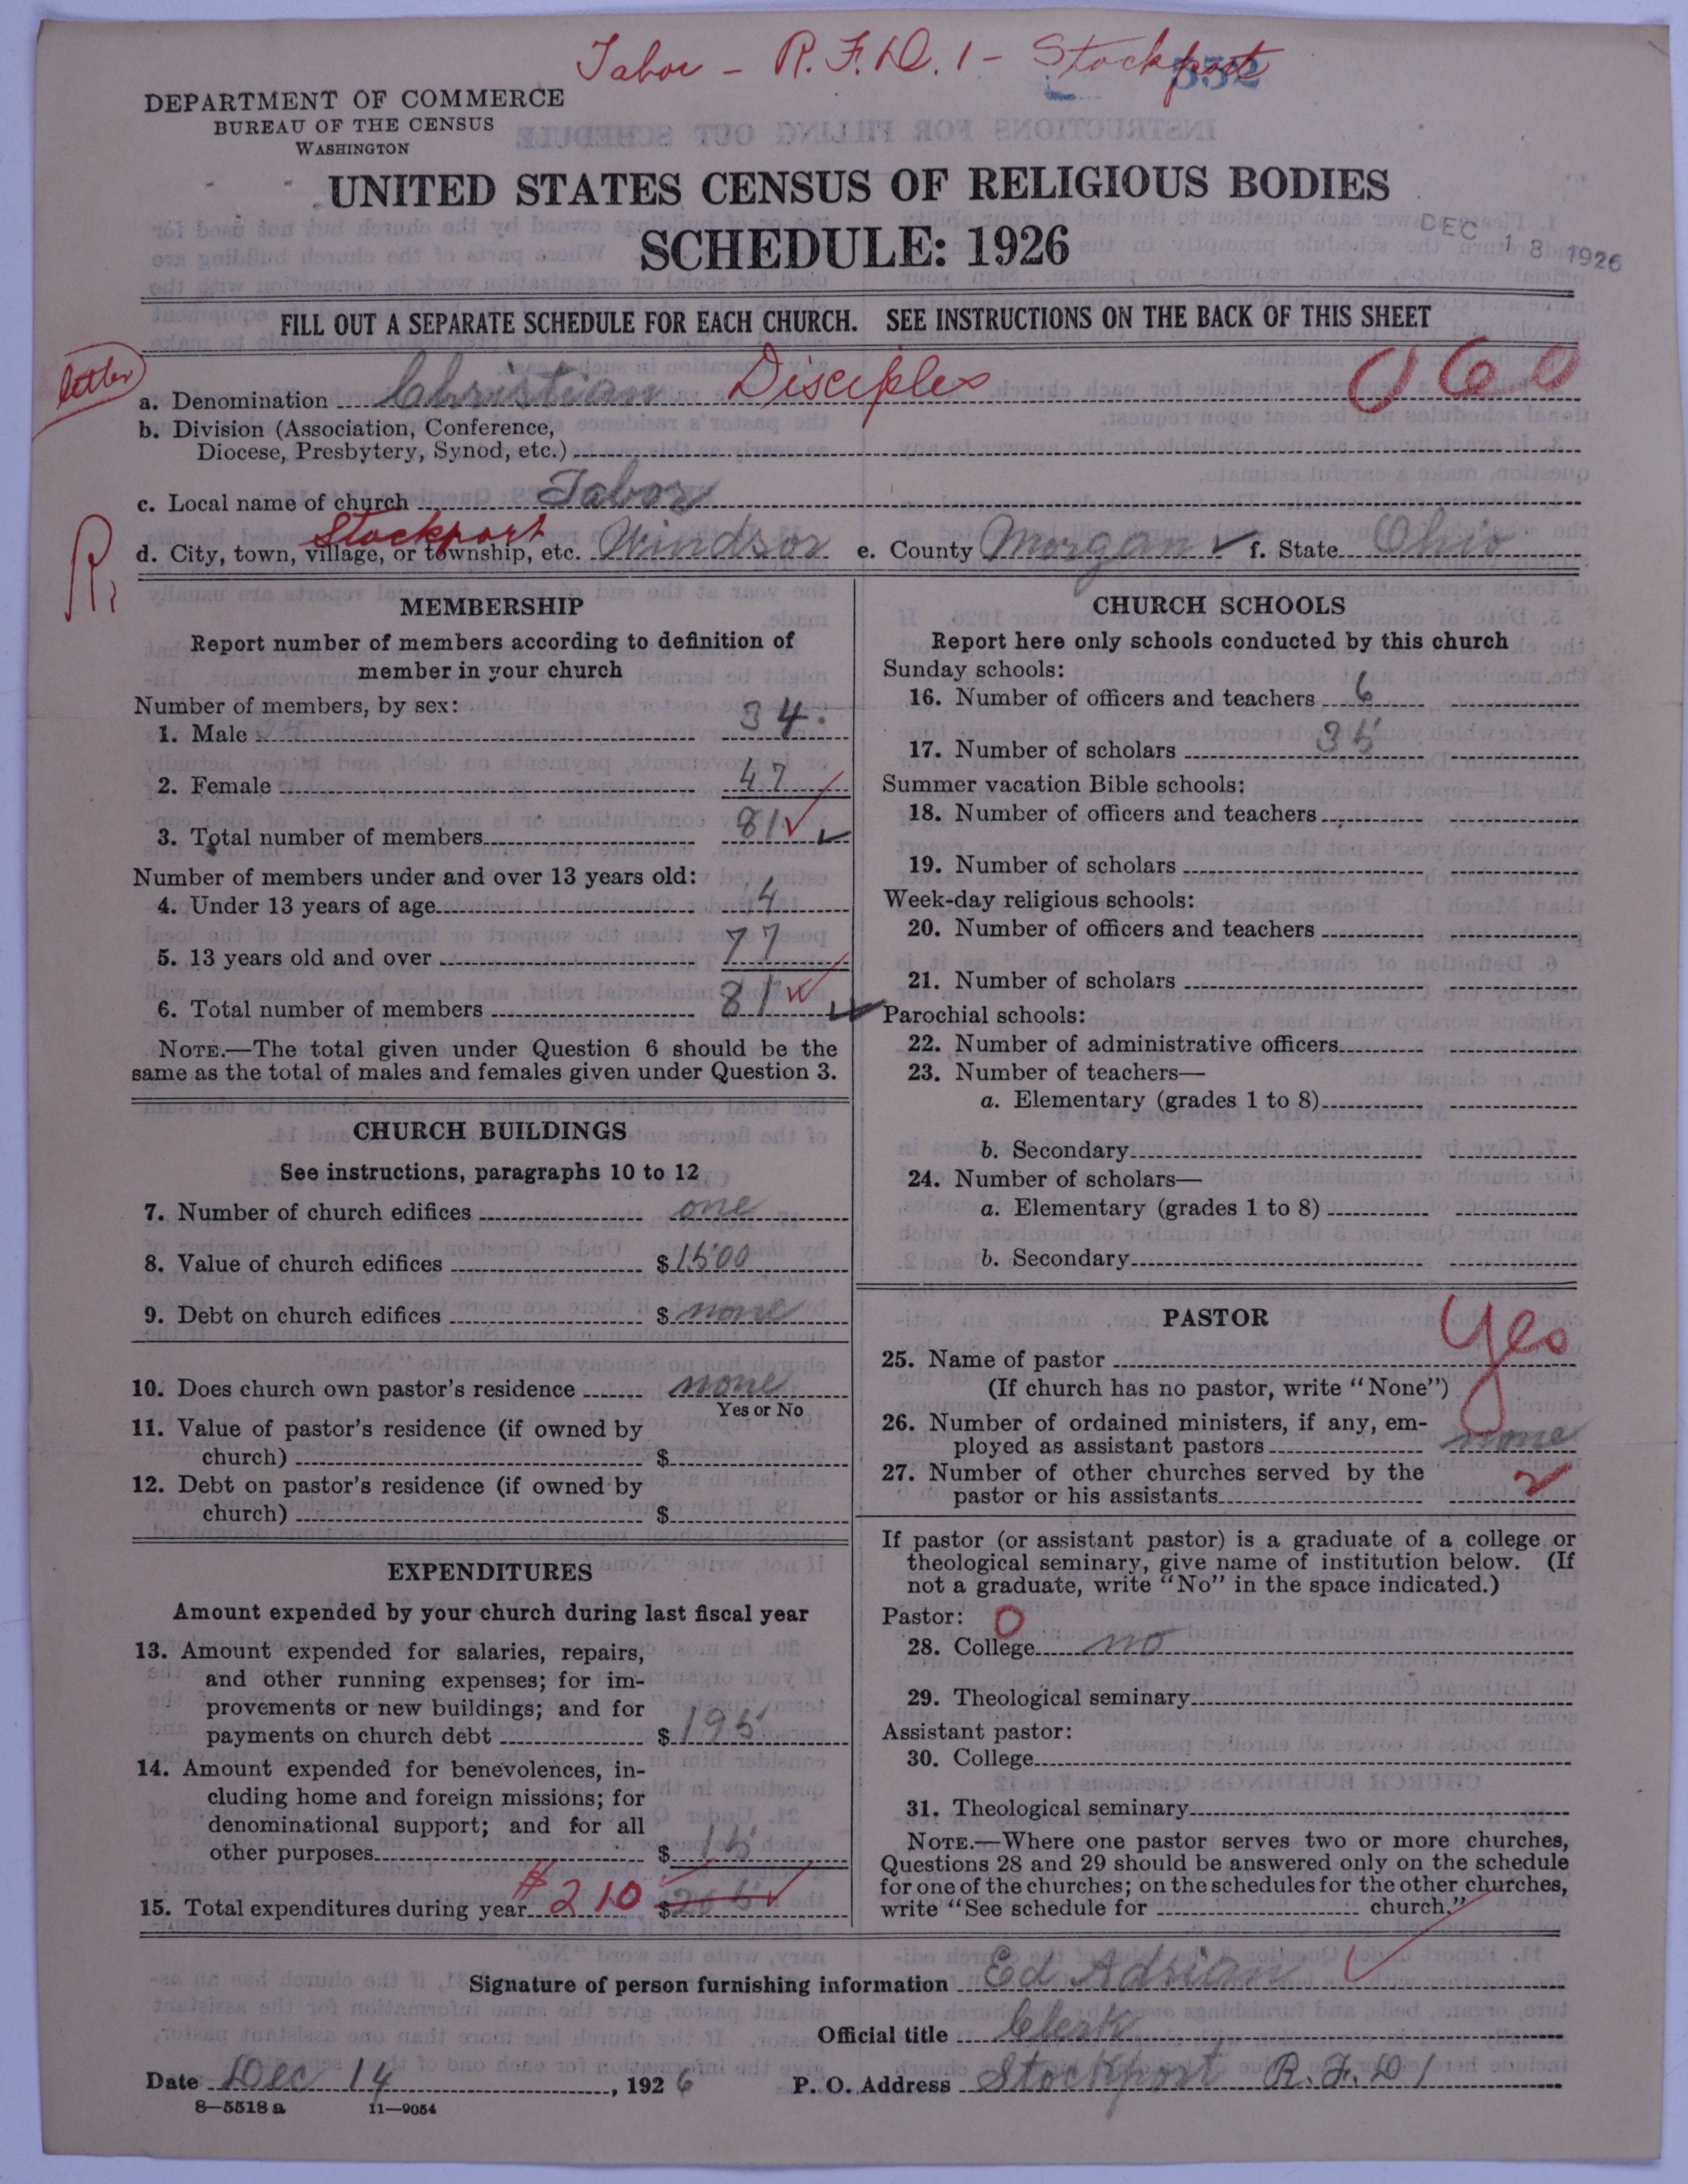 Tabor - R.F.D. 1 - Stockport
552
DEPARTMENT OF COMMERCE
BUREAU OF THE CENSUS
WASHINGTON
UNITED STATES CENSUS OF RELIGIOUS BODIES
SCHEDULE: 1926
DEC 18 1926
FILL OUT A SEPARATE SCHEDULE FOR EACH CHURCH. SEE INSTRUCTIONS ON THE BACK OF THIS SHEET
letter
a. Denomination Christian Disciples 060
b. Division (Association, Conference,
Diocese, Presbytery, Synod, etc.)
c. Local name of church Tabor
R, Stockport
d. City, town, village, or township, etc. Windsor e. County Morgan f. State Ohio
MEMBERSHIP
Report number of members according to definition of
member in your church
Number of members, by sex:
1. Male 34
2. Female 47
3. Total number of members 81
Number of members under and over 13 years old:
4. Under 13 years of age 4
5. 13 years old and over 77
6. Total number of members 81
NOTE.—The total given under Question 6 should be the
same as the total of males and females given under Question 3.
CHURCH BUILDINGS
See instructions, paragraphs 10 to 12
7. Number of church edifices one
8. Value of church edifices $1500
9. Debt on church edifices $ none
10. Does church own pastor's residence none
Yes or No
11. Value of pastor's residence (if owned by
church) $
12. Debt on pastor's residence (if owned by
church) $
EXPENDITURES
Amount expended by your church during last fiscal year
13. Amount expended for salaries, repairs,
and other running expenses; for im-
provements or new buildings; and for
payments on church debt $195
14. Amount expended for benevolences, in-
cluding home and foreign missions; for
denominational support; and for all
other purposes $ 15
15. Total expenditures during year $210 $205
CHURCH SCHOOLS
Report here only schools conducted by this church
Sunday schools:
16. Number of officers and teachers 6
17. Number of scholars 35
Summer vacation Bible schools:
18. Number of officers and teachers
19. Number of scholars
Week-day religious schools:
20. Number of officers and teachers
21. Number of scholars
Parochial schools:
22. Number of administrative officers
23. Number of teachers—
a. Elementary (grades 1 to 8)
b. Secondary
24. Number of scholars—
a. Elementary (grades 1 to 8)
b. Secondary
PASTOR
25. Name of pastor Yes
(If church has no pastor, write "None")
26. Number of ordained ministers, if any, em-
ployed as assistant pastors none
27. Number of other churches served by the
pastor or his assistants 2
If pastor (or assistant pastor) is a graduate of a college or
theological seminary, give name of institution below. (If
not a graduate, write "No" in the space indicated.)
Pastor: 0
28. College no
29. Theological seminary
Assistant pastor:
30. College
31. Theological seminary
NOTE.—Where one pastor serves two or more churches,
Questions 28 and 29 should be answered only on the schedule
for one of the churches; on the schedules for the other churches,
write "See schedule for church."
Signature of person furnishing information Ed Adrian
Official title Clerk
Date Dec 14, 1926 P. O. Address Stockport R.F.D 1
8—5518 a 11—9054